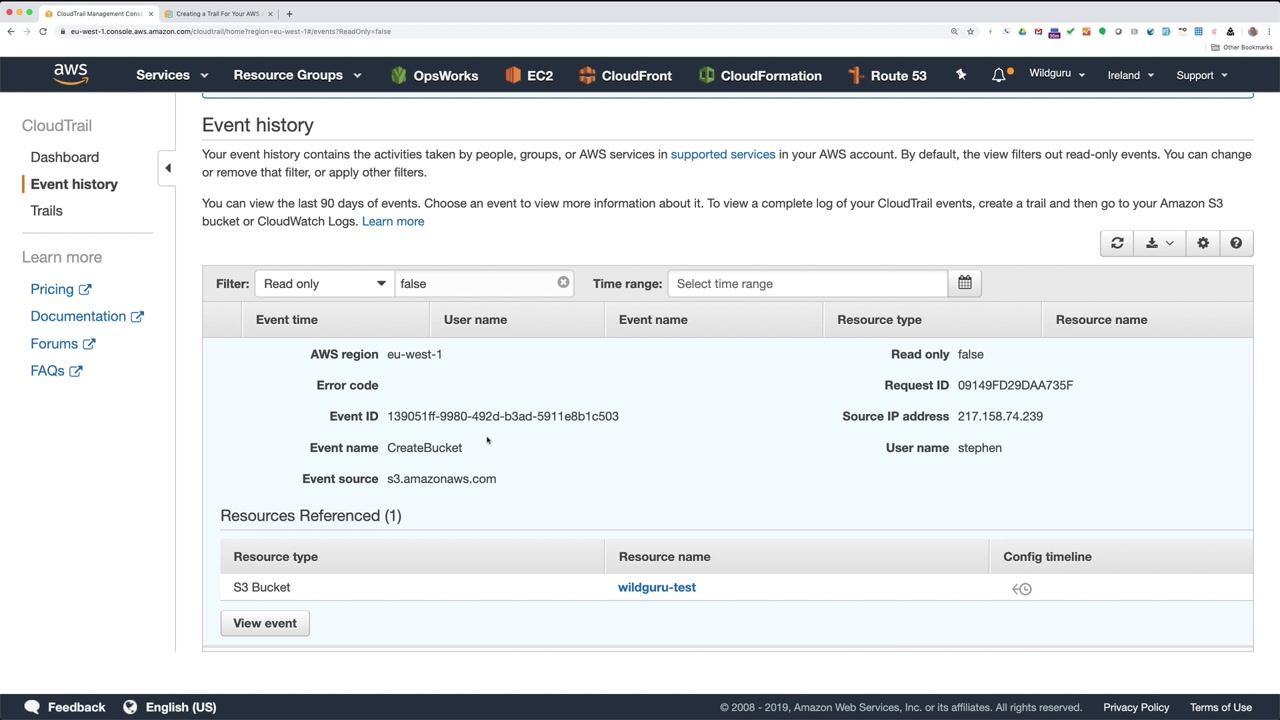 CloudTrail Management Cons
Creating a Trail For Your AWS
eu-west-1.console.aws.amazon.com/cloudtrail/home?region=eu-west-1#/events?ReadOnly=false
Other Bookmarks
aws
Services
Resource Groups
OpsWorks
EC2
CloudFront
CloudFormation
Route 53
Wildguru
Ireland
Support
CloudTrail
Dashboard
Event history
Trails
Learn more
Pricing
Documentation
Forums
FAQs
Event history
Your event history contains the activities taken by people, groups, or AWS services in supported services in your AWS account. By default, the view filters out read-only events. You can change
or remove that filter, or apply other filters.
You can view the last 90 days of events. Choose an event to view more information about it. To view a complete log of your CloudTrail events, create a trail and then go to your Amazon S3
bucket or CloudWatch Logs. Learn more
Filter: Read only false Time range: Select time range
Event time User name Event name Resource type Resource name
AWS region eu-west-1 Read only false
Error code Request ID 09149FD29DAA735F
Event ID 139051ff-9980-492d-b3ad-5911e8b1c503 Source IP address 217.158.74.239
Event name CreateBucket User name stephen
Event source s3.amazonaws.com
Resources Referenced (1)
Resource type Resource name Config timeline
S3 Bucket wildguru-test
View event
Feedback English (US) © 2008 - 2019, Amazon Web Services, Inc. or its affiliates. All rights reserved. Privacy Policy Terms of Use